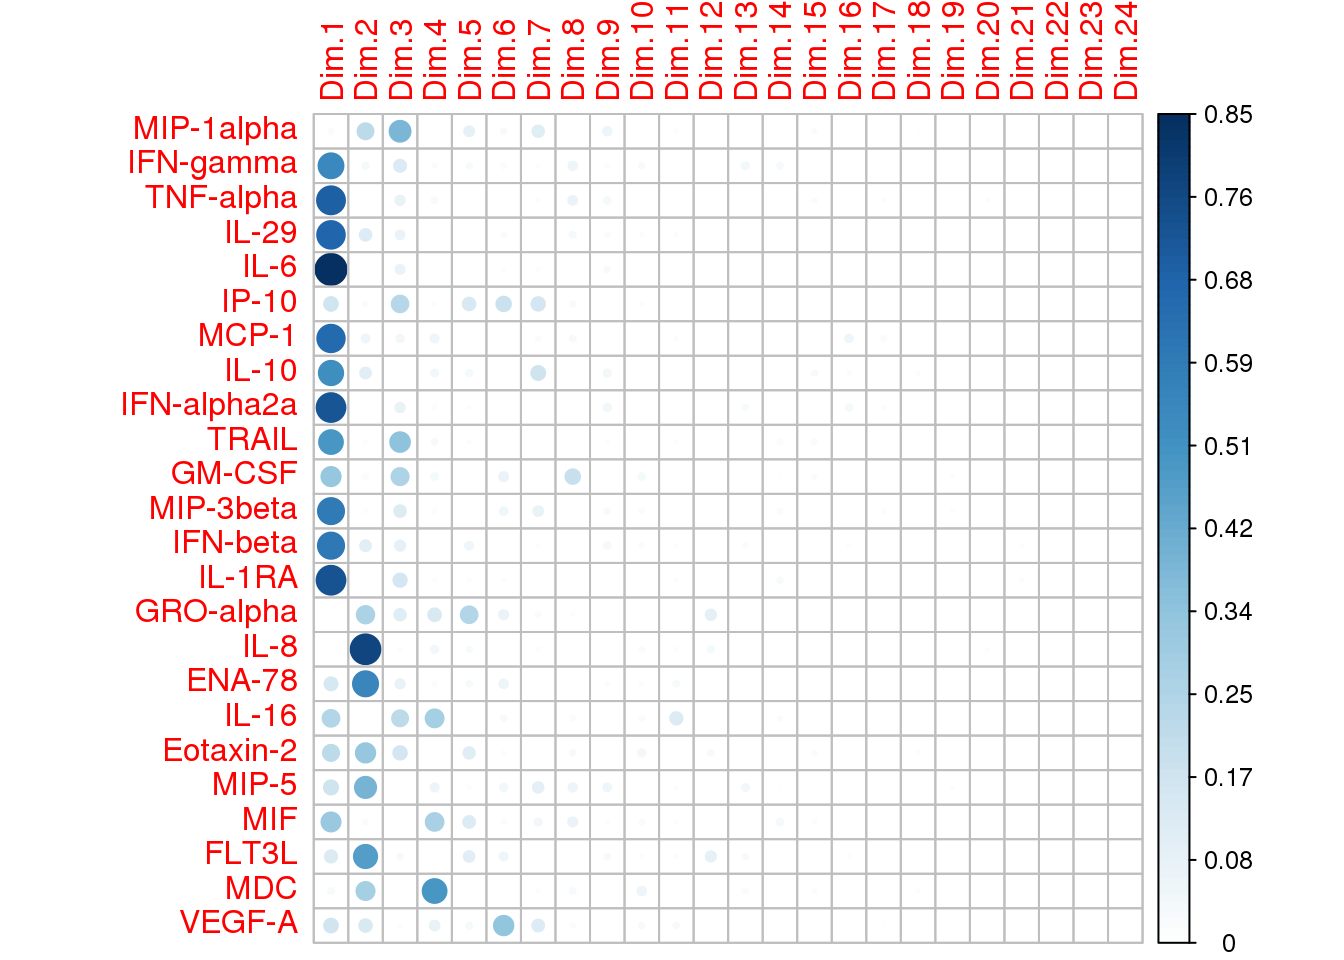 Dim.1
Dim.2
Dim.3
Dim.4
Dim.5
Dim.6
Dim.7
Dim.8
Dim.9
Dim.10
Dim.11
Dim.12
Dim.13
Dim.14
Dim.15
Dim.16
Dim.17
Dim.18
Dim.19
Dim.20
Dim.21
Dim.22
Dim.23
Dim.24
MIP-1alpha
IFN-gamma
TNF-alpha
IL-29
IL-6
IP-10
MCP-1
IL-10
IFN-alpha2a
TRAIL
GM-CSF
MIP-3beta
IFN-beta
IL-1RA
GRO-alpha
IL-8
ENA-78
IL-16
Eotaxin-2
MIP-5
MIF
FLT3L
MDC
VEGF-A
0.85
0.76
0.68
0.59
0.51
0.42
0.34
0.25
0.17
0.08
0